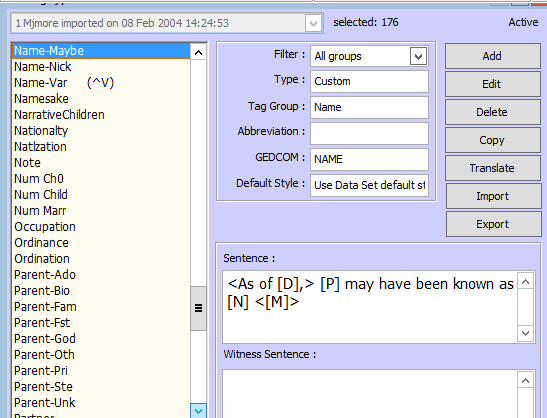 1 Mjmore imported on 08 Feb 2004 14:24:53
selected: 176
Active
Name-Maybe
Name-Nick
Name-Var (^V)
Namesake
NarrativeChildren
Nationalty
Natlzation
Note
Num Ch0
Num Child
Num Marr
Occupation
Ordinance
Ordination
Parent-Ado
Parent-Bio
Parent-Fam
Parent-Fst
Parent-God
Parent-Oth
Parent-Pri
Parent-Ste
Parent-Unk
Filter : All groups
Type : Custom
Tag Group : Name
Abbreviation :
GEDCOM : NAME
Default Style : Use Data Set default st
Add
Edit
Delete
Copy
Translate
Import
Export
Sentence :
<As of [D],> [P] may have been known as
[N] <[M]>
Witness Sentence :